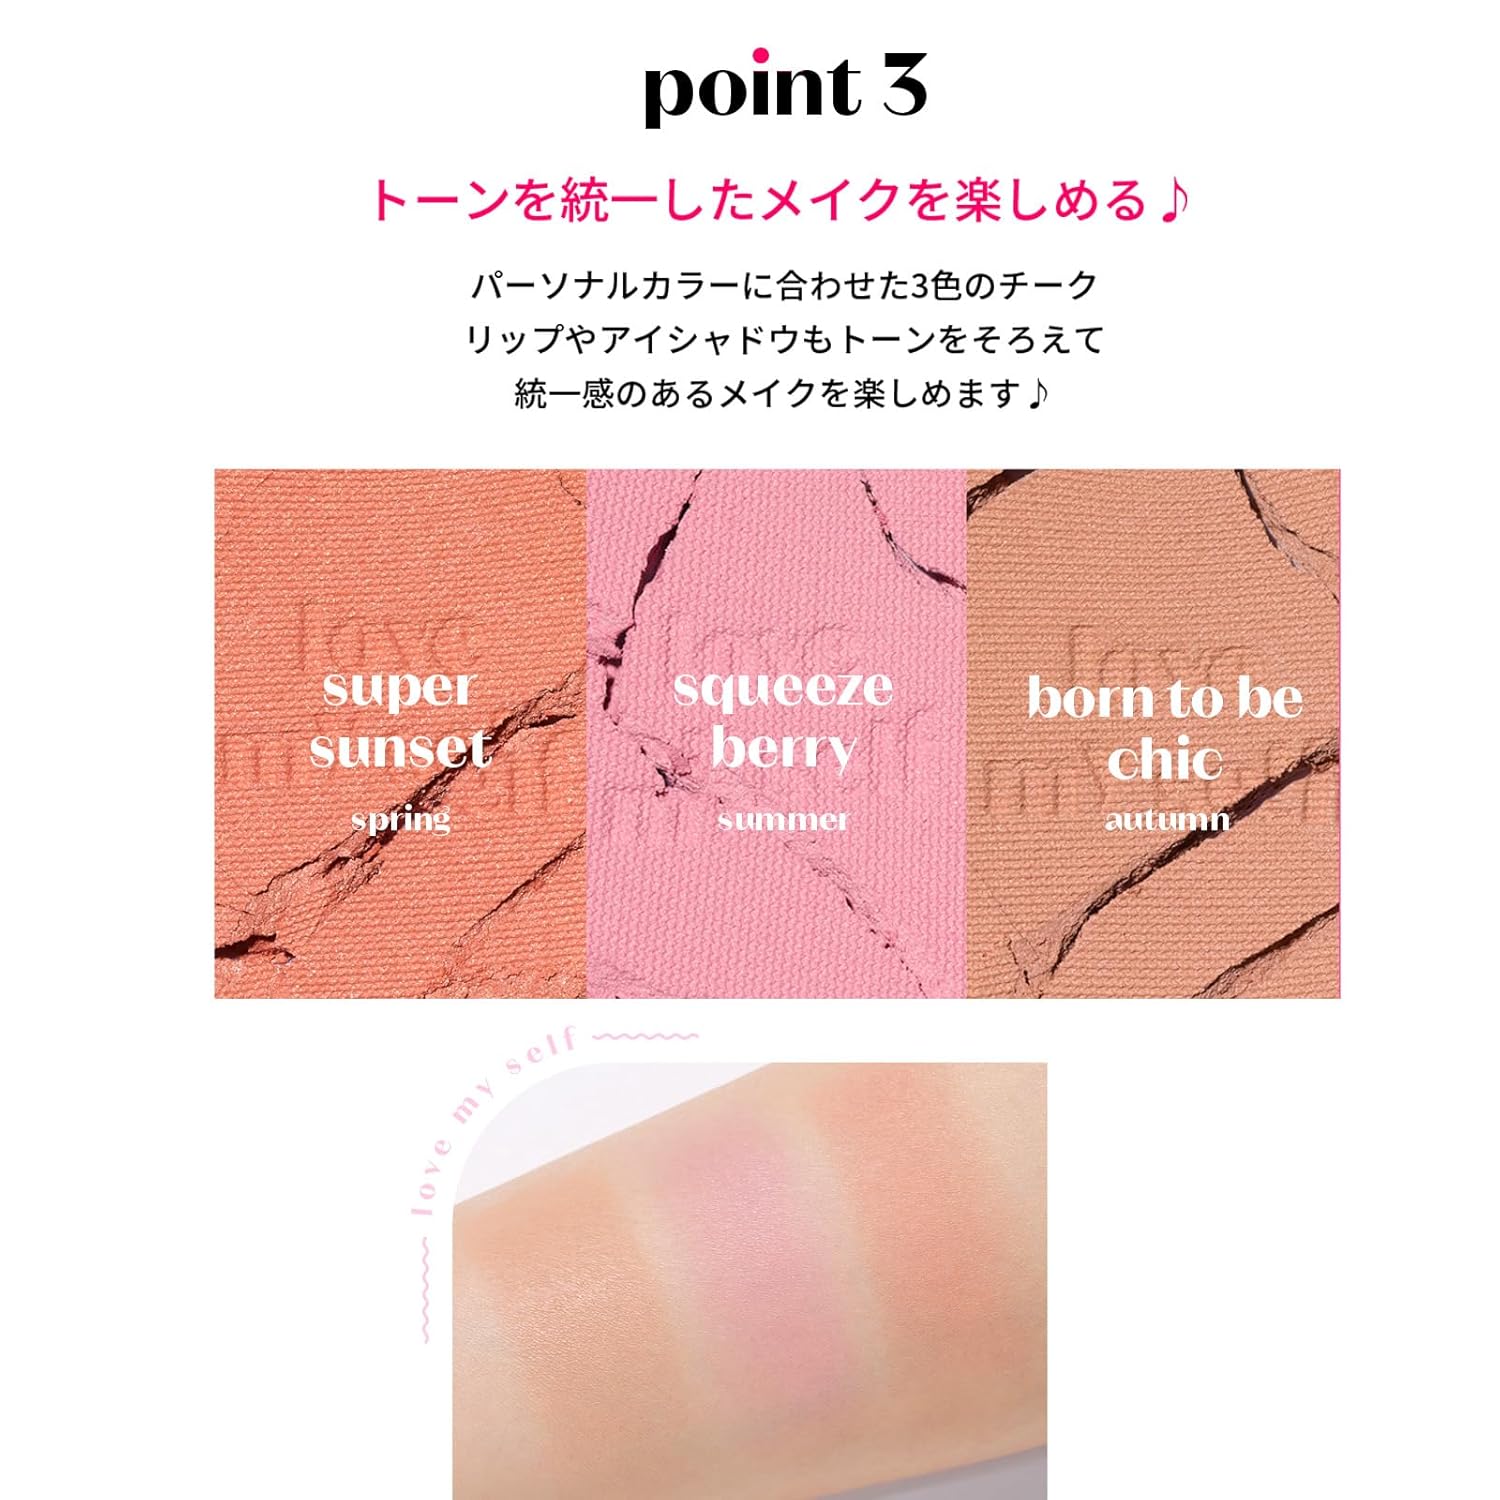 point 3
トーンを統一したメイクを楽しめる♪
パーソナルカラーに合わせた3色のチーク
リップやアイシャドウもトーンをそろえて
統一感のあるメイクを楽しめます♪
love
super
sunset
spring
love
squeeze
berry
summer
love
born to be
chic
myself
autumn
love my self